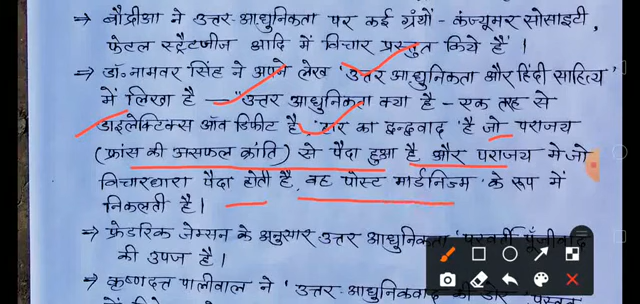 ⇒ बौद्रीआ ने उत्तर-आधुनिकता पर कई ग्रंथों - कंज्यूमर सोसाइटी,
फेटल स्ट्रैटजीज आदि में विचार प्रस्तुत किये हैं।
⇒ डॉ. नामवर सिंह ने अपने लेख 'उत्तर आधुनिकता और हिंदी साहित्य'
में लिखा है - "उत्तर आधुनिकता क्या है - एक तरह से
डाइलेक्टिक्स ऑव डिफीट है, 'हार का द्वन्द्ववाद' है जो पराजय
(फ्रांस की असफल क्रांति) से पैदा हुआ है और पराजय मे जो
विचारधारा पैदा होती है, वह पोस्ट मार्डनिज्म के रूप में
निकलती है।
⇒ फ्रेडरिक जेम्सन के अनुसार उत्तर आधुनिकता 'परवर्ती पूँजीवाद
की उपज है।
⇒ कृष्णदत्त पालीवाल ने 'उत्तर-आधुनिकवाद की ओर'